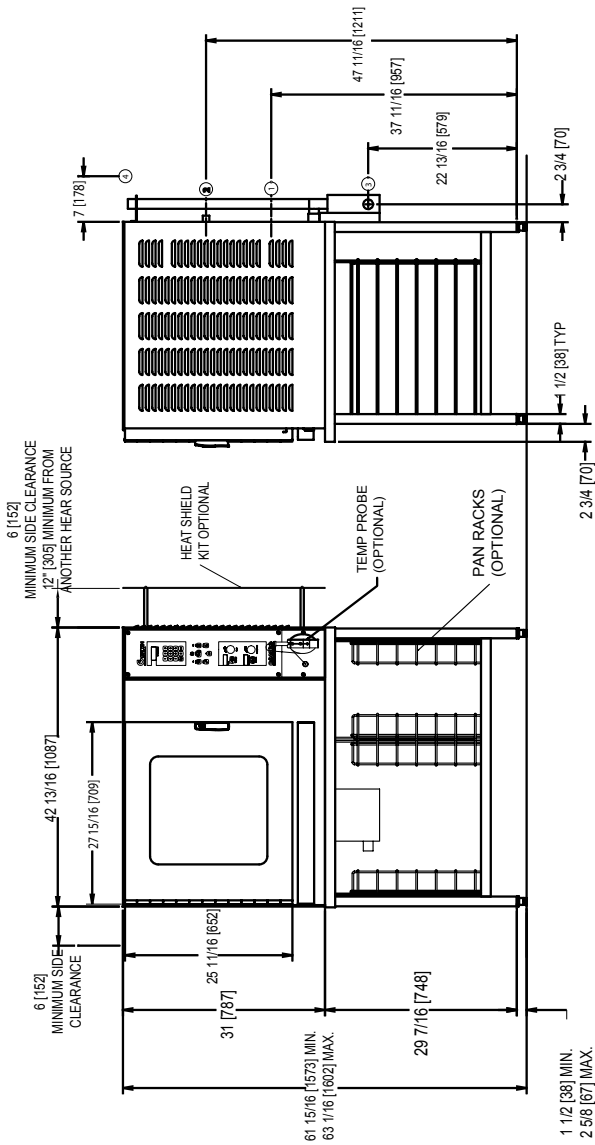 6 [152]
MINIMUM SIDE
CLEARANCE
42 13/16 [1087]
27 15/16 [709]
6 [152]
MINIMUM SIDE CLEARANCE
12" [305] MINIMUM FROM
ANOTHER HEAR SOURCE
HEAT SHIELD
KIT OPTIONAL
TEMP PROBE
(OPTIONAL)
PAN RACKS
(OPTIONAL)
25 11/16 [652]
31 [787]
29 7/16 [748]
61 15/16 [1573] MIN.
63 1/16 [1602] MAX.
1 1/2 [38] MIN.
2 5/8 [67] MAX.
7 [178]
4
1
3
47 11/16 [1211]
37 11/16 [957]
22 13/16 [579]
2 3/4 [70]
1 1/2 [38] TYP
2 3/4 [70]